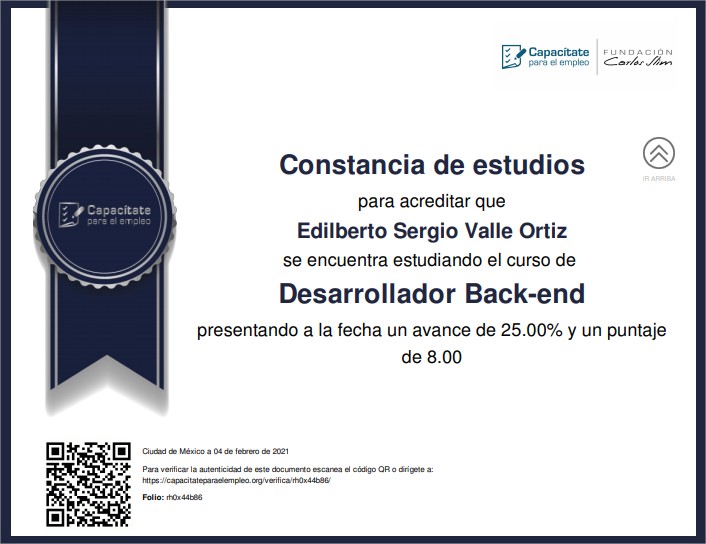 Capacítate
para el empleo
FUNDACIÓN
Carlos Slim
Constancia de estudios
IR ARRIBA
para acreditar que
Capacítate
para el empleo
Edilberto Sergio Valle Ortiz
se encuentra estudiando el curso de
Desarrollador Back-end
presentando a la fecha un avance de 25.00% y un puntaje
de 8.00
Ciudad de México a 04 de febrero de 2021
Para verificar la autenticidad de este documento escanea el código QR o dirígete a:
https://capacitateparaelempleo.org/verifica/rh0x44b86/
Folio: rh0x44b86